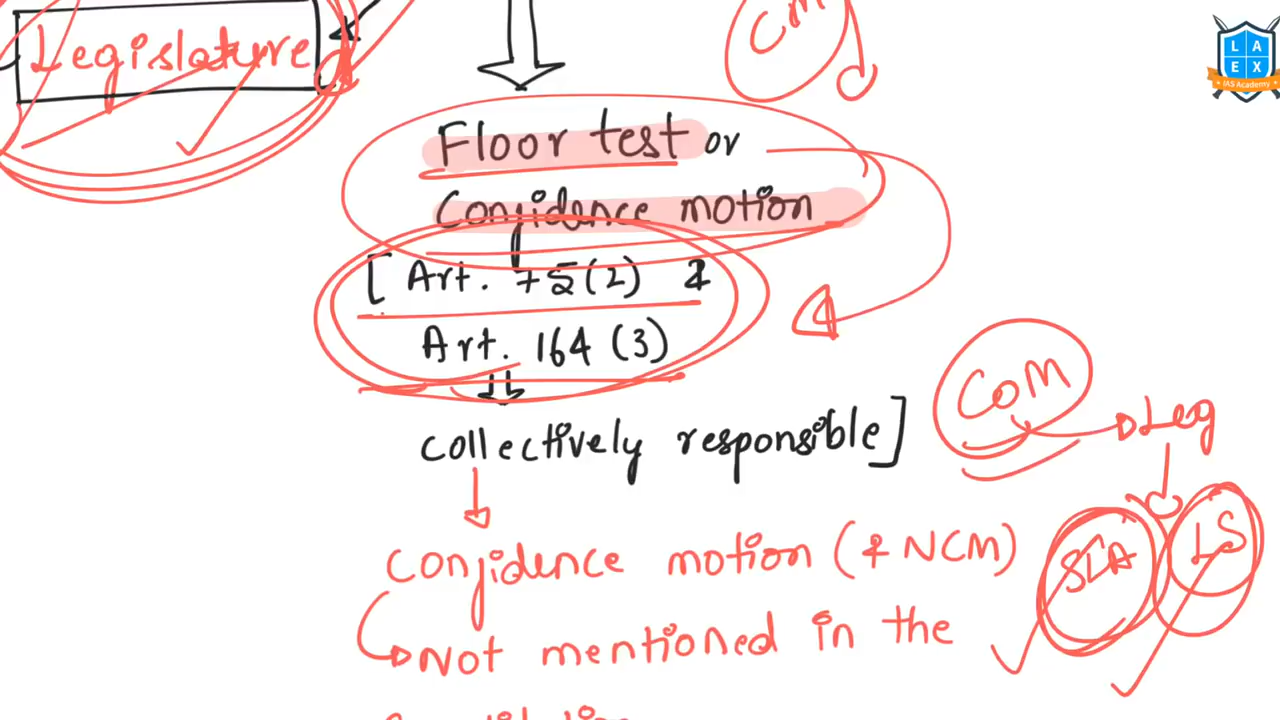 Legislature
CM
LAEX
IAS Academy
Floor test or
Confidence motion
[ Art. 75(2) &
Art. 164 (3)
collectively responsible]
COM
Leg
SLA
LS
Confidence motion (& NCM)
Not mentioned in the